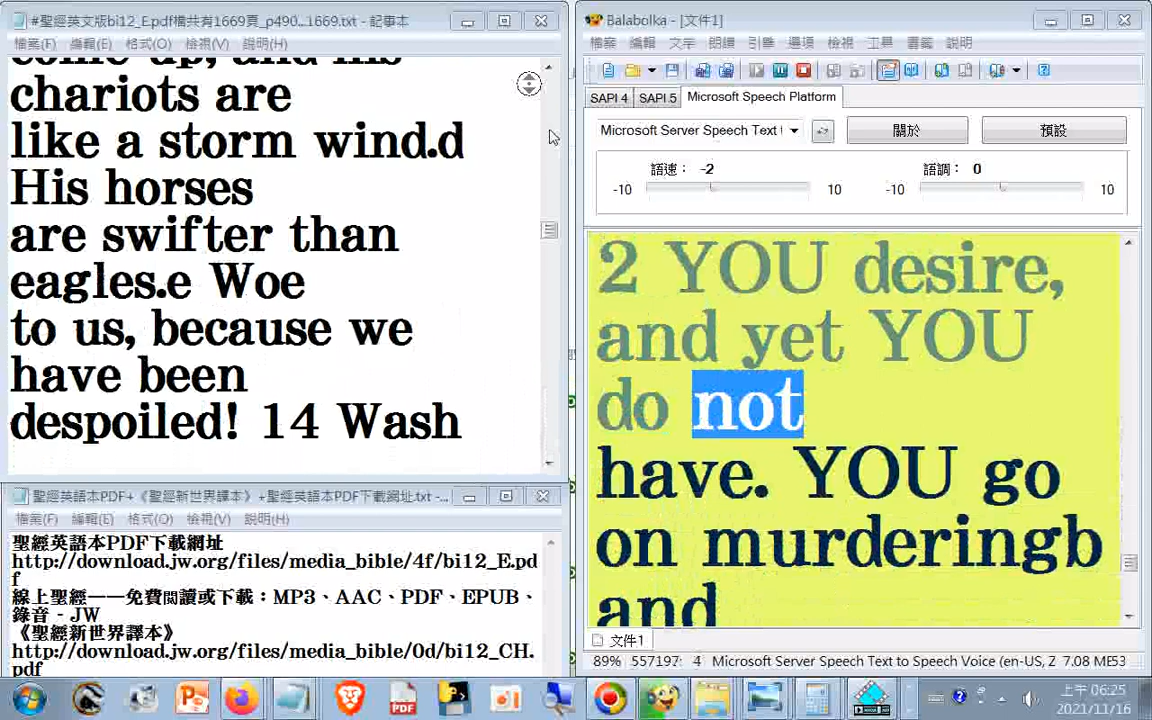 #聖經英文版bi12_E.pdf檔共有1669頁_p490...1669.txt - 記事本
檔案(F) 編輯(E) 格式(O) 檢視(V) 說明(H)
come up, and his
chariots are
like a storm wind.d
His horses
are swifter than
eagles.e Woe
to us, because we
have been
despoiled! 14 Wash
聖經英語本PDF+《聖經新世界譯本》+聖經英語本PDF下載網址.txt - ...
檔案(F) 編輯(E) 格式(O) 檢視(V) 說明(H)
聖經英語本PDF下載網址
http://download.jw.org/files/media_bible/4f/bi12_E.pd
f
線上聖經——免費閱讀或下載：MP3、AAC、PDF、EPUB、
錄音 - JW
《聖經新世界譯本》
http://download.jw.org/files/media_bible/0d/bi12_CH.
pdf
Balabolka - [文件1]
檔案 編輯 文字 朗讀 引擎 選項 檢視 工具 書籤 說明
SAPI 4 SAPI 5 Microsoft Speech Platform
Microsoft Server Speech Text 關於 預設
語速： -2 語調： 0
-10 10 -10 10
2 YOU desire,
and yet YOU
do not
have. YOU go
on murderingb
and
文件1
89% 557197: 4 Microsoft Server Speech Text to Speech Voice (en-US, Z 7.08 ME53
上午 06:25
2021/11/16